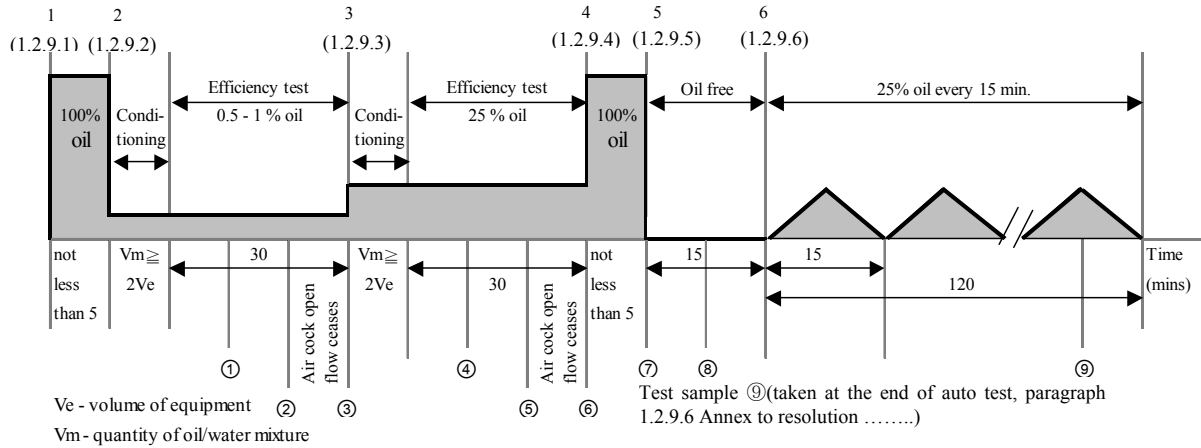 1 2 3 4 5 6
(1.2.9.1) (1.2.9.2) (1.2.9.3) (1.2.9.4) (1.2.9.5) (1.2.9.6)
Efficiency test Efficiency test Oil free 25% oil every 15 min.
100% oil
Condi-tioning
0.5 - 1 % oil
Condi-tioning
25 % oil
100% oil
not less than 5
Vm≧ 2Ve
30
Vm≧ 2Ve
30
not less than 5
15
15
120
Time (mins)
Air cock open flow ceases
Air cock open flow ceases
① ② ③ ④ ⑤ ⑥ ⑦ ⑧ ⑨
Ve - volume of equipment
Vm - quantity of oil/water mixture
Test sample ⑨(taken at the end of auto test, paragraph
1.2.9.6 Annex to resolution ……..)